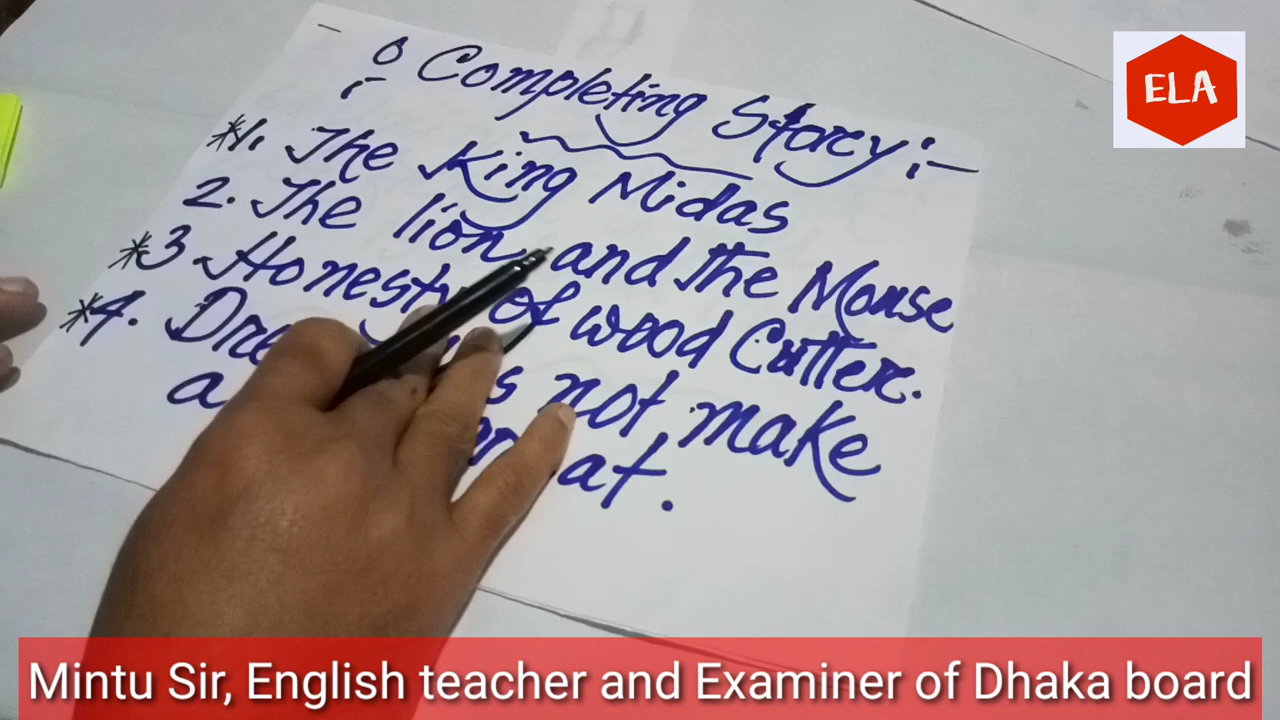 ELA
Completing Story :-
*1. The King Midas
2. The lion and The Mouse
*3 Honesty of wood Cutter.
*4. not make
a at.
Mintu Sir, English teacher and Examiner of Dhaka board